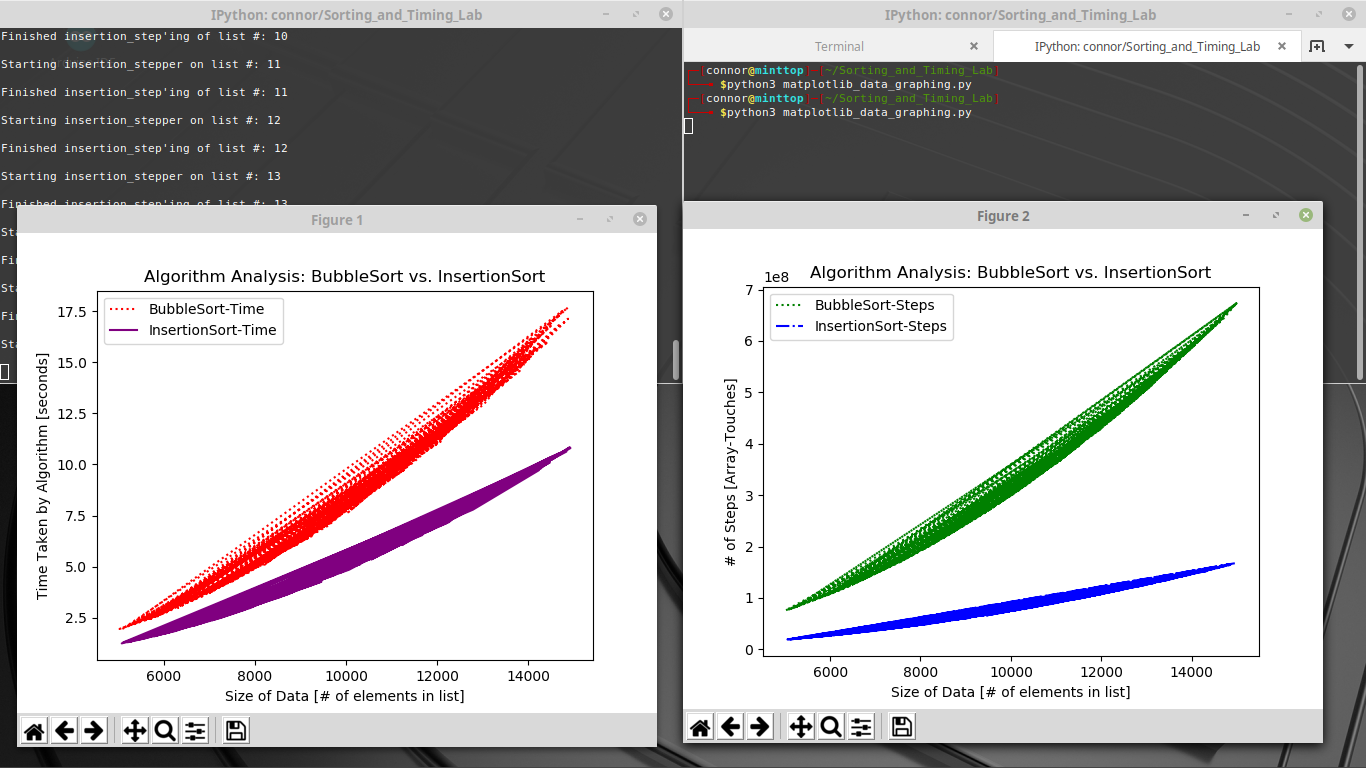 IPython: connor/Sorting_and_Timing_Lab
Finished insertion_step'ing of list #: 10
Starting insertion_stepper on list #: 11
Finished insertion_step'ing of list #: 11
Starting insertion_stepper on list #: 12
Finished insertion_step'ing of list #: 12
Starting insertion_stepper on list #: 13
Finished insertion_step'ing of list #: 13
Sta
Fin
Sta
Fin
Sta
IPython: connor/Sorting_and_Timing_Lab
Terminal
IPython: connor/Sorting_and_Timing_Lab
[connor@minttop]-[~/Sorting_and_Timing_Lab]
$python3 matplotlib_data_graphing.py
[connor@minttop]-[~/Sorting_and_Timing_Lab]
$python3 matplotlib_data_graphing.py
Figure 1
Algorithm Analysis: BubbleSort vs. InsertionSort
BubbleSort-Time
InsertionSort-Time
Time Taken by Algorithm [seconds]
17.5
15.0
12.5
10.0
7.5
5.0
2.5
6000 8000 10000 12000 14000
Size of Data [# of elements in list]
Figure 2
Algorithm Analysis: BubbleSort vs. InsertionSort
1e8
BubbleSort-Steps
InsertionSort-Steps
# of Steps [Array-Touches]
7
6
5
4
3
2
1
0
6000 8000 10000 12000 14000
Size of Data [# of elements in list]